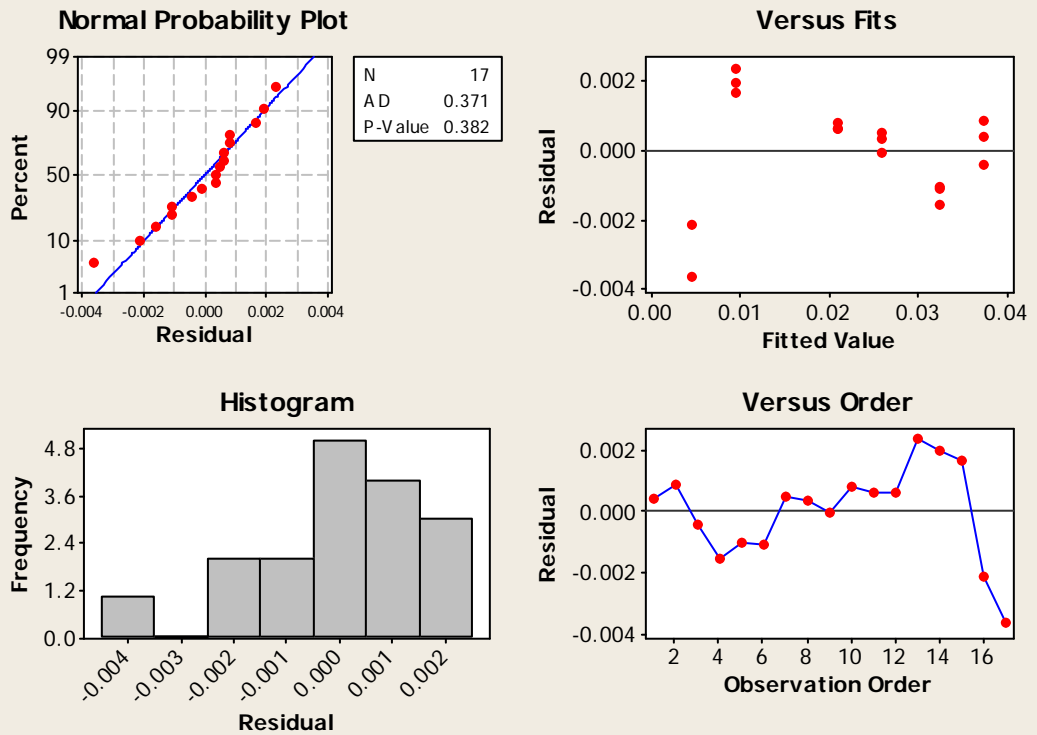 Normal Probability Plot
99
90
50
10
1
Percent
-0.004 -0.002 0.000 0.002 0.004
Residual
N 17
AD 0.371
P-Value 0.382
Versus Fits
0.002
0.000
-0.002
-0.004
Residual
0.00 0.01 0.02 0.03 0.04
Fitted Value
Histogram
4.8
3.6
2.4
1.2
0.0
Frequency
-0.004 -0.003 -0.002 -0.001 0.000 0.001 0.002
Residual
Versus Order
0.002
0.000
-0.002
-0.004
Residual
2 4 6 8 10 12 14 16
Observation Order